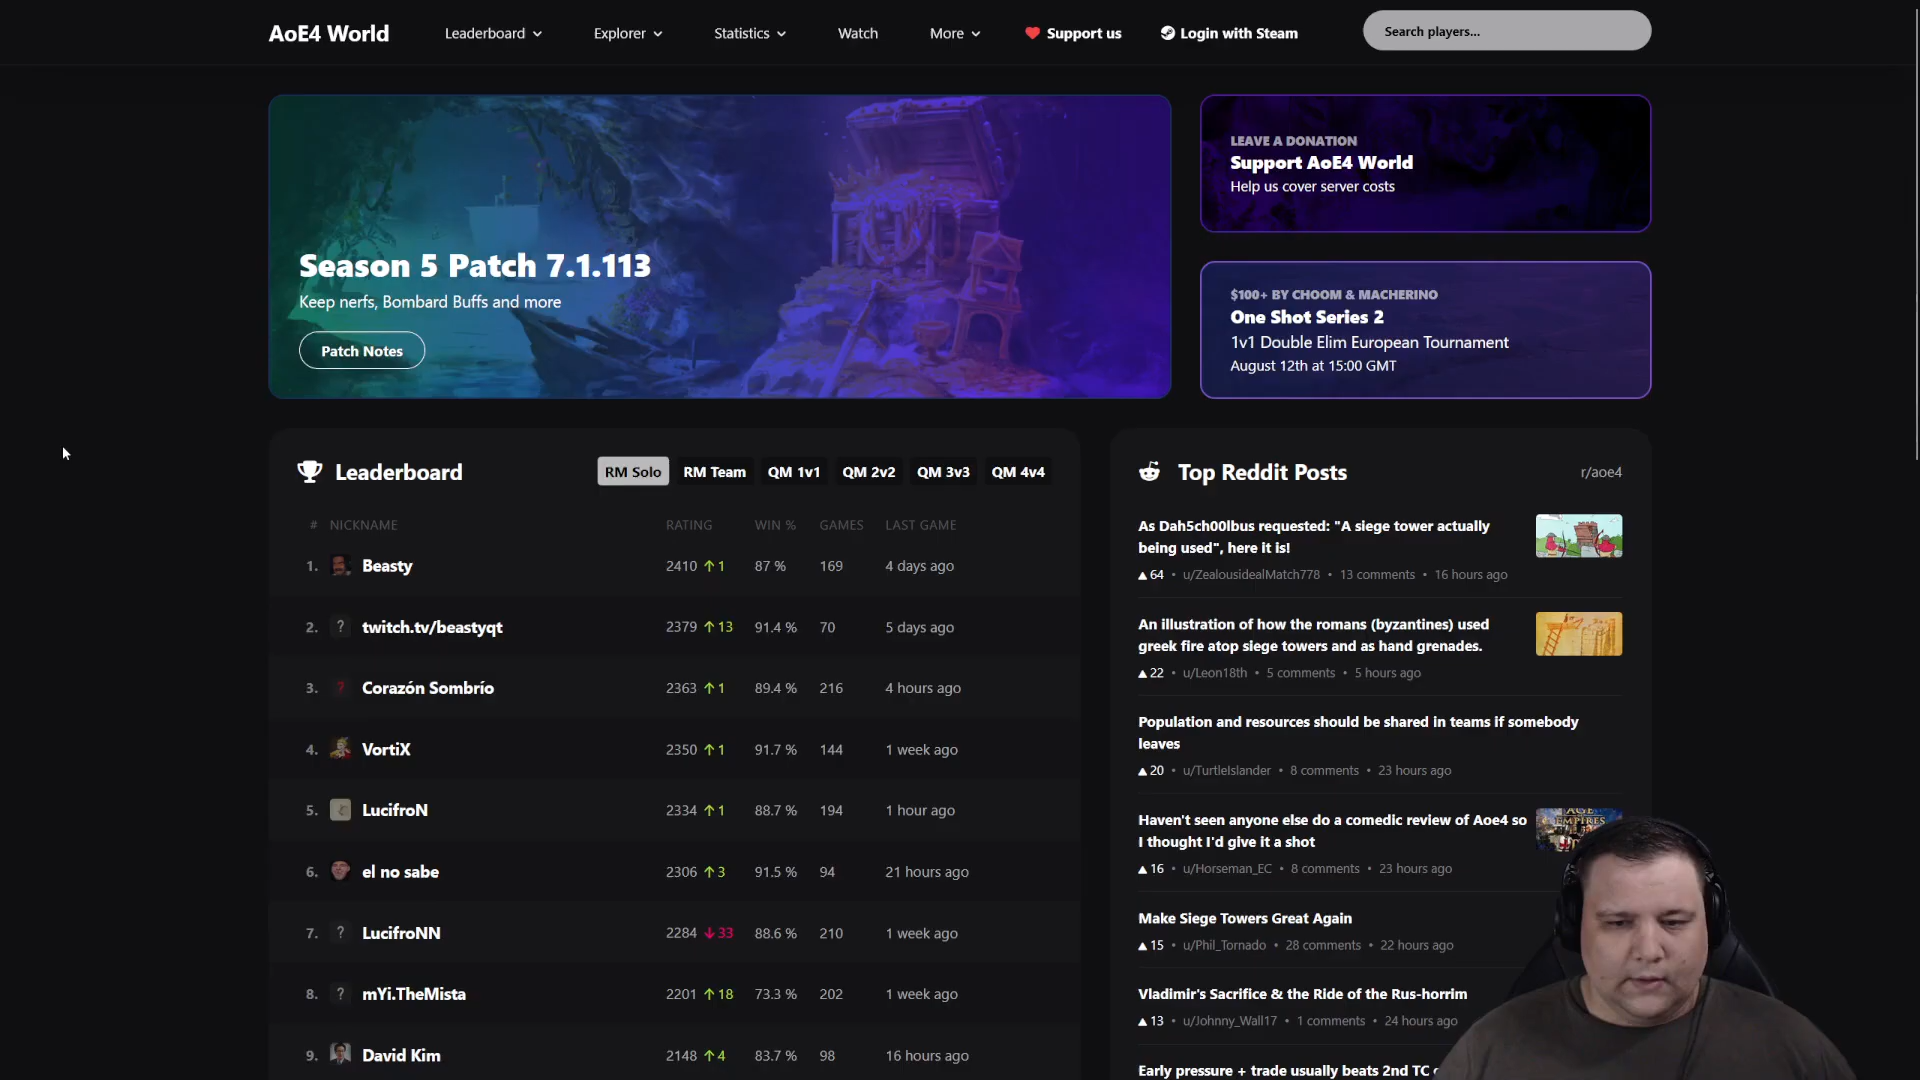 AoE4 World
Leaderboard
Explorer
Statistics
Watch
More
Support us
Login with Steam
Search players...
Season 5 Patch 7.1.113
Keep nerfs, Bombard Buffs and more
Patch Notes
LEAVE A DONATION
Support AoE4 World
Help us cover server costs
$100+ BY CHOOM & MACHERINO
One Shot Series 2
1v1 Double Elim European Tournament
August 12th at 15:00 GMT
Leaderboard
RM Solo RM Team QM 1v1 QM 2v2 QM 3v3 QM 4v4
# NICKNAME RATING WIN % GAMES LAST GAME
1. Beasty 2410 ↑1 87 % 169 4 days ago
2. ? twitch.tv/beastyqt 2379 ↑13 91.4 % 70 5 days ago
3. ? Corazón Sombrío 2363 ↑1 89.4 % 216 4 hours ago
4. VortiX 2350 ↑1 91.7 % 144 1 week ago
5. LucifroN 2334 ↑1 88.7 % 194 1 hour ago
6. el no sabe 2306 ↑3 91.5 % 94 21 hours ago
7. ? LucifroNN 2284 ↓33 88.6 % 210 1 week ago
8. ? mYi.TheMista 2201 ↑18 73.3 % 202 1 week ago
9. David Kim 2148 ↑4 83.7 % 98 16 hours ago
Top Reddit Posts
r/aoe4
As Dah5ch00lbus requested: "A siege tower actually
being used", here it is!
▲64 • u/ZealousidealMatch778 • 13 comments • 16 hours ago
An illustration of how the romans (byzantines) used
greek fire atop siege towers and as hand grenades.
▲22 • u/Leon18th • 5 comments • 5 hours ago
Population and resources should be shared in teams if somebody
leaves
▲20 • u/TurtleIslander • 8 comments • 23 hours ago
Haven't seen anyone else do a comedic review of Aoe4 so
I thought I'd give it a shot
▲16 • u/Horseman_EC • 8 comments • 23 hours ago
Make Siege Towers Great Again
▲15 • u/Phil_Tornado • 28 comments • 22 hours ago
Vladimir's Sacrifice & the Ride of the Rus-horrim
▲13 • u/Johnny_Wall17 • 1 comments • 24 hours ago
Early pressure + trade usually beats 2nd TC